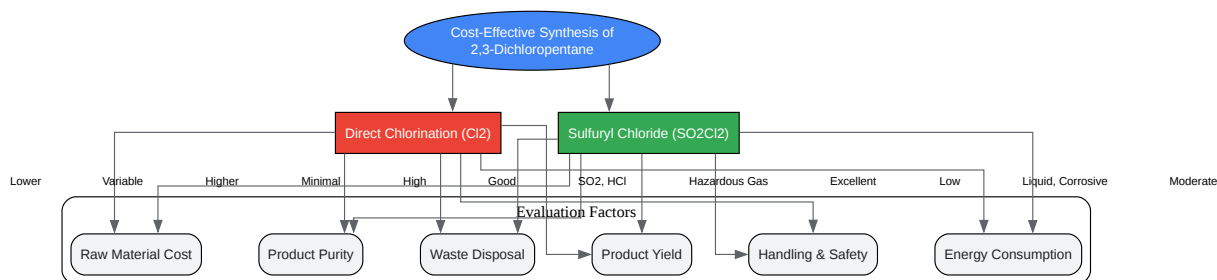 Cost-Effective Synthesis of
2,3-Dichloropentane
Direct Chlorination (Cl2)
Sulfuryl Chloride (SO2Cl2)
Lower
Variable
Higher
Minimal
High
Good
SO2, HCl
Hazardous Gas
Excellent
Low
Liquid, Corrosive
Moderate
Evaluation Factors
Raw Material Cost
Product Purity
Waste Disposal
Product Yield
Handling & Safety
Energy Consumption